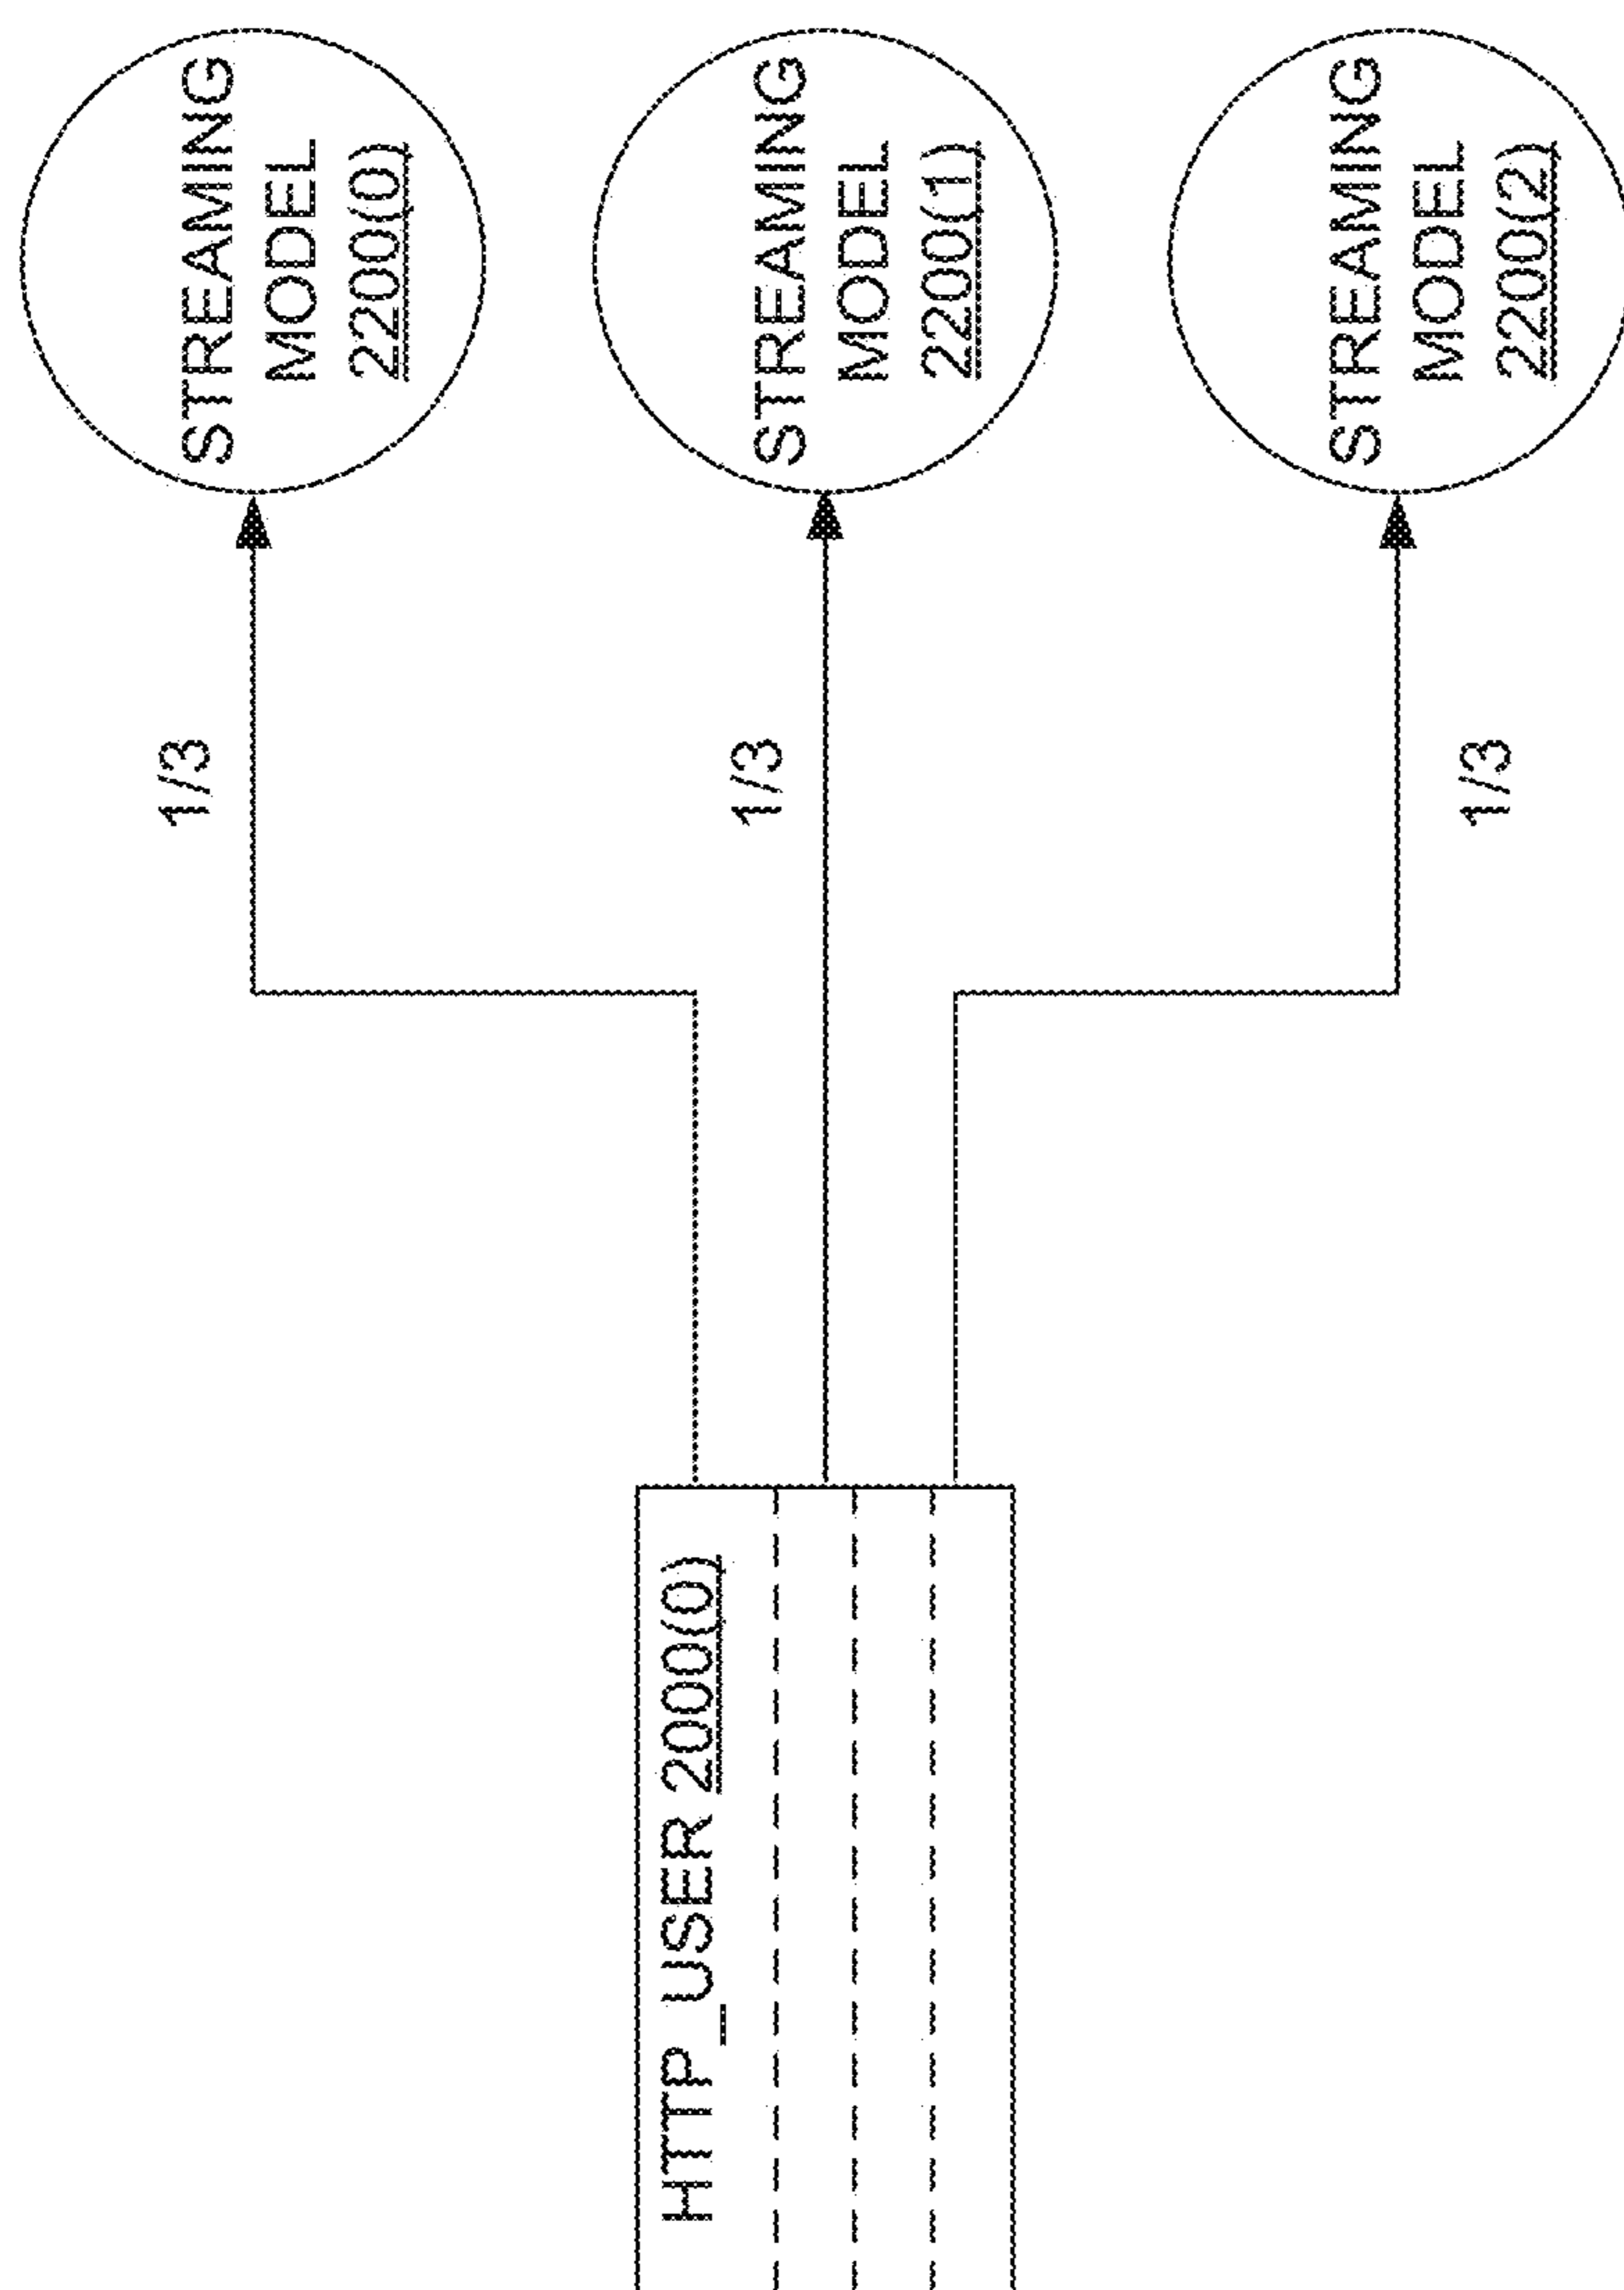 STREAMING
MODEL
2200(0)
1/3
STREAMING
MODEL
2200(1)
1/3
HTTP_USER 2000(0)
STREAMING
MODEL
2200(2)
1/3